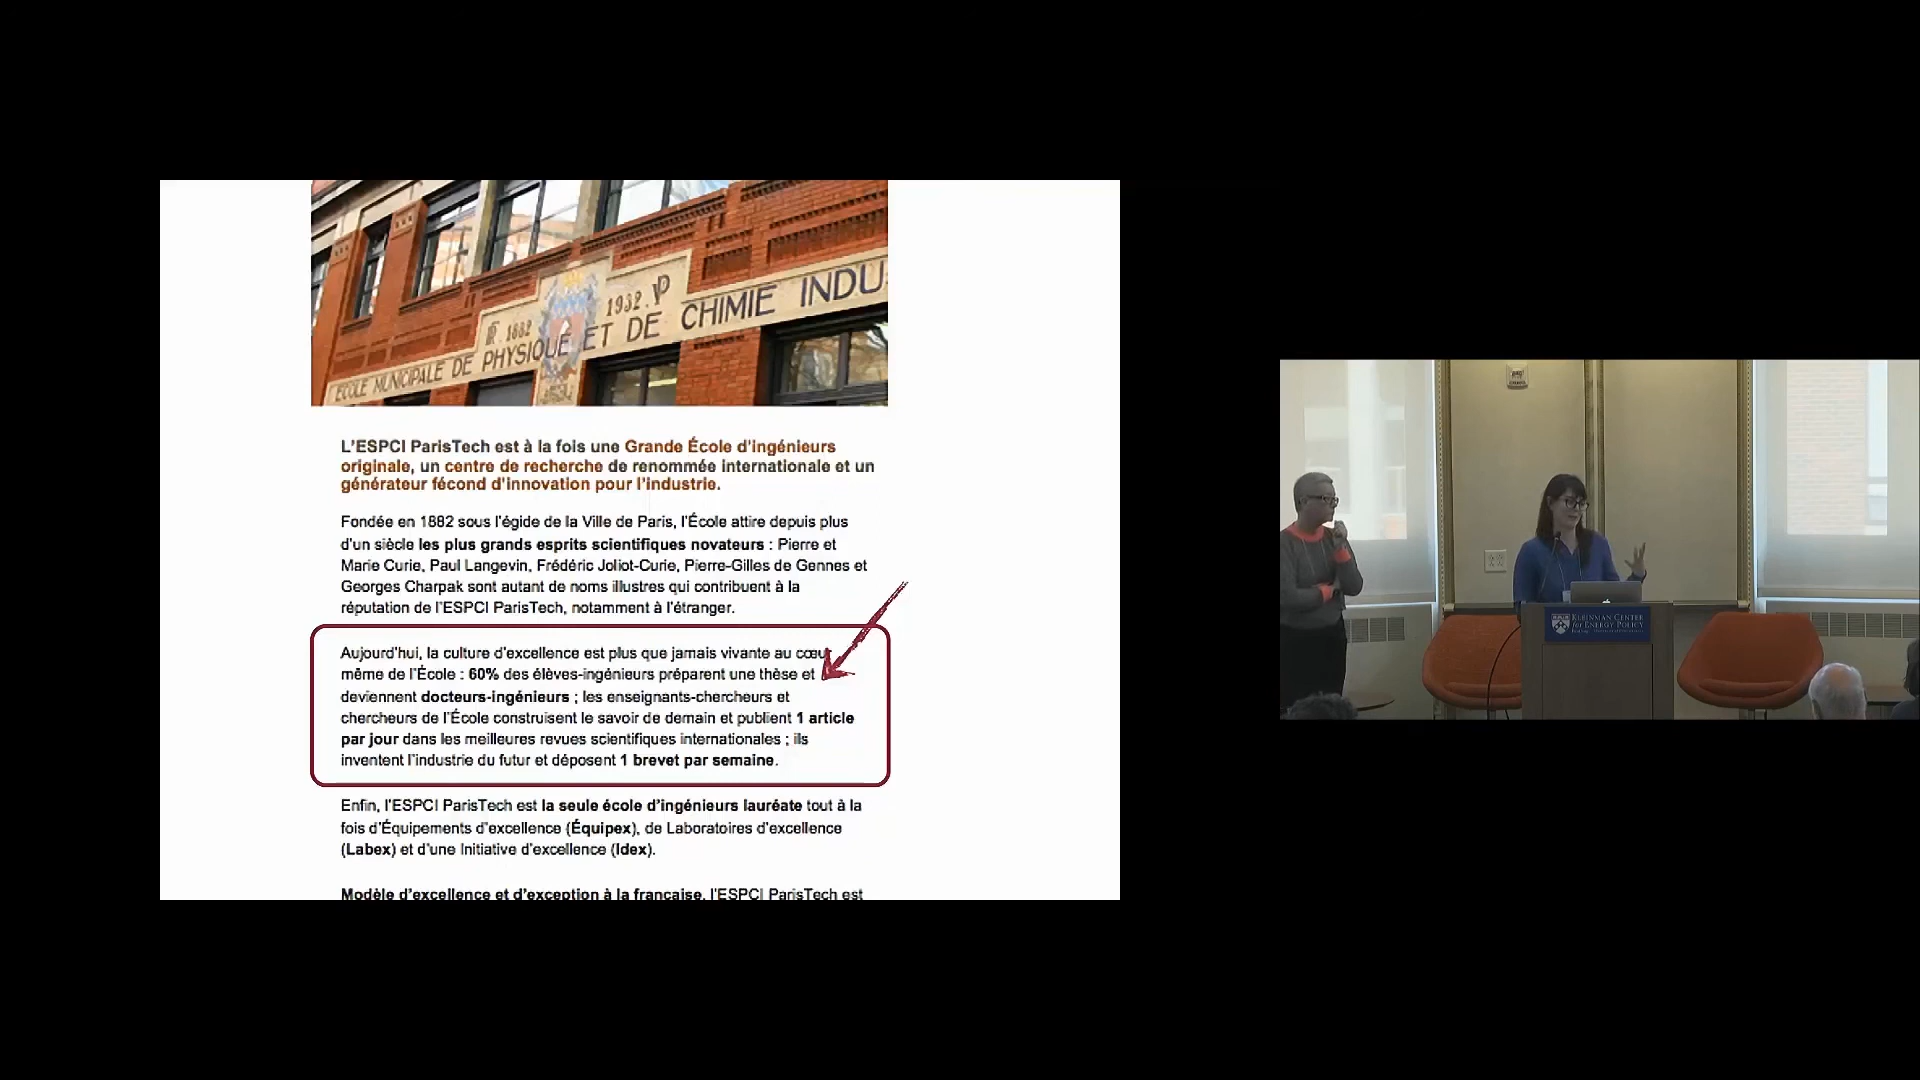 1882
1932.
ECOLE MUNICIPALE DE PHYSIQUE ET DE CHIMIE INDU
L'ESPCI ParisTech est à la fois une Grande École d'ingénieurs
originale, un centre de recherche de renommée internationale et un
générateur fécond d'innovation pour l'industrie.
Fondée en 1882 sous l'égide de la Ville de Paris, l'École attire depuis plus
d'un siècle les plus grands esprits scientifiques novateurs : Pierre et
Marie Curie, Paul Langevin, Frédéric Joliot-Curie, Pierre-Gilles de Gennes et
Georges Charpak sont autant de noms illustres qui contribuent à la
réputation de l'ESPCI ParisTech, notamment à l'étranger.
Aujourd'hui, la culture d'excellence est plus que jamais vivante au cœur
même de l'École : 60% des élèves-ingénieurs préparent une thèse et
deviennent docteurs-ingénieurs ; les enseignants-chercheurs et
chercheurs de l'École construisent le savoir de demain et publient 1 article
par jour dans les meilleures revues scientifiques internationales ; ils
inventent l'industrie du futur et déposent 1 brevet par semaine.
Enfin, l'ESPCI ParisTech est la seule école d'ingénieurs lauréate tout à la
fois d'Équipements d'excellence (Équipex), de Laboratoires d'excellence
(Labex) et d'une Initiative d'excellence (Idex).
Modèle d'excellence et d'exception à la française, l'ESPCI ParisTech est
KLEINMAN CENTER
for ENERGY POLICY